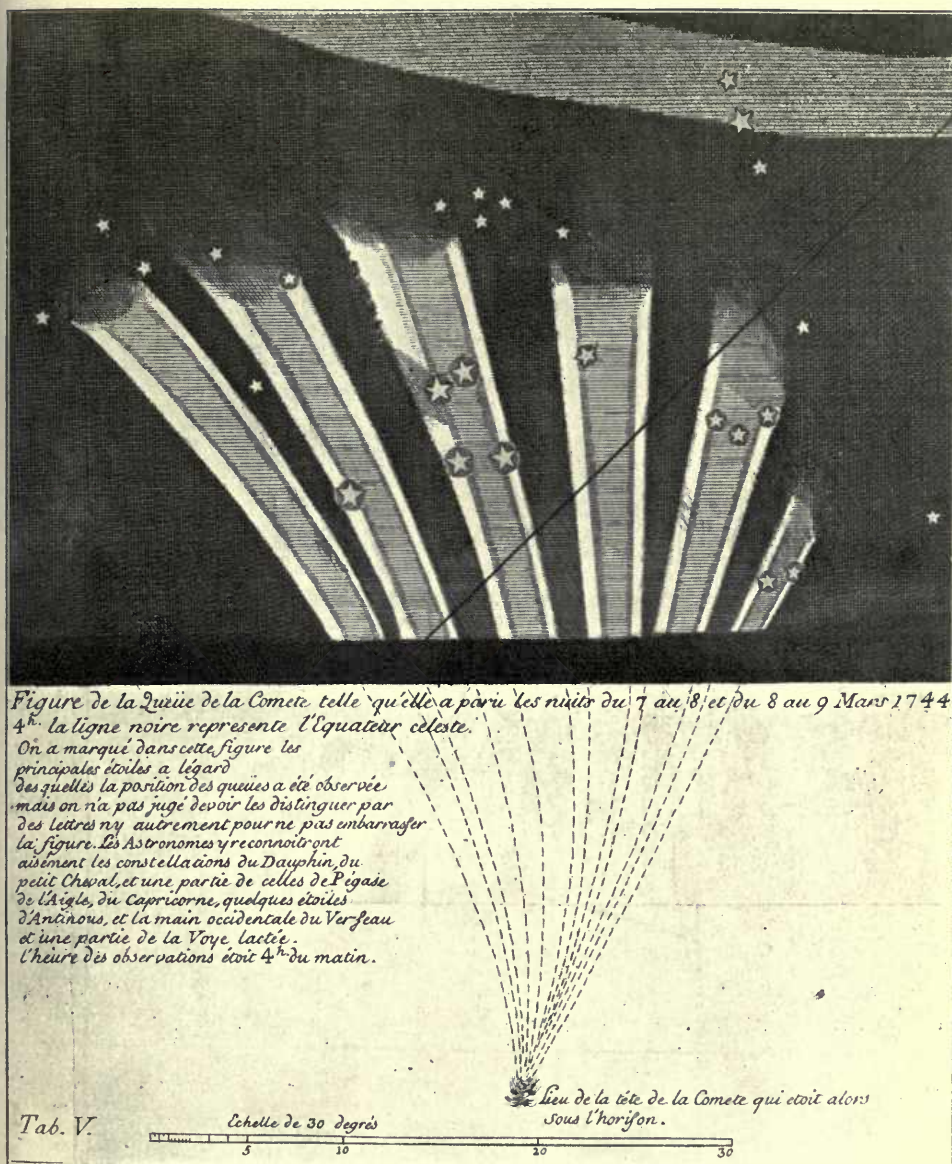 Figure de la Queüe de la Comete telle qu'elle a paru les nuits du 7 au 8 et du 8 au 9 Mars 1744
4h. la ligne noire represente l'Equateur celeste.
On a marqué dans cette figure les
principales étoiles a légard
des quelles la position des queües a été observée
mais on n'a pas jugé devoir les distinguer par
des lettres ny autrement pour ne pas embarrasser
la figure. Les Astronomes y reconnoitront
aisément les constellations du Dauphin, du
petit Cheval, et une partie de celles de Pégase
de l'Aigle, du Capricorne, quelques étoiles
d'Antinous, et la main occidentale du Ver-seau
et une partie de la Voye lactée.
l'heure des observations étoit 4h du matin.
Lieu de la tête de la Comete qui etoit alors
sous l'horison.
Tab. V.
Echelle de 30 degrés
5 10 20 30